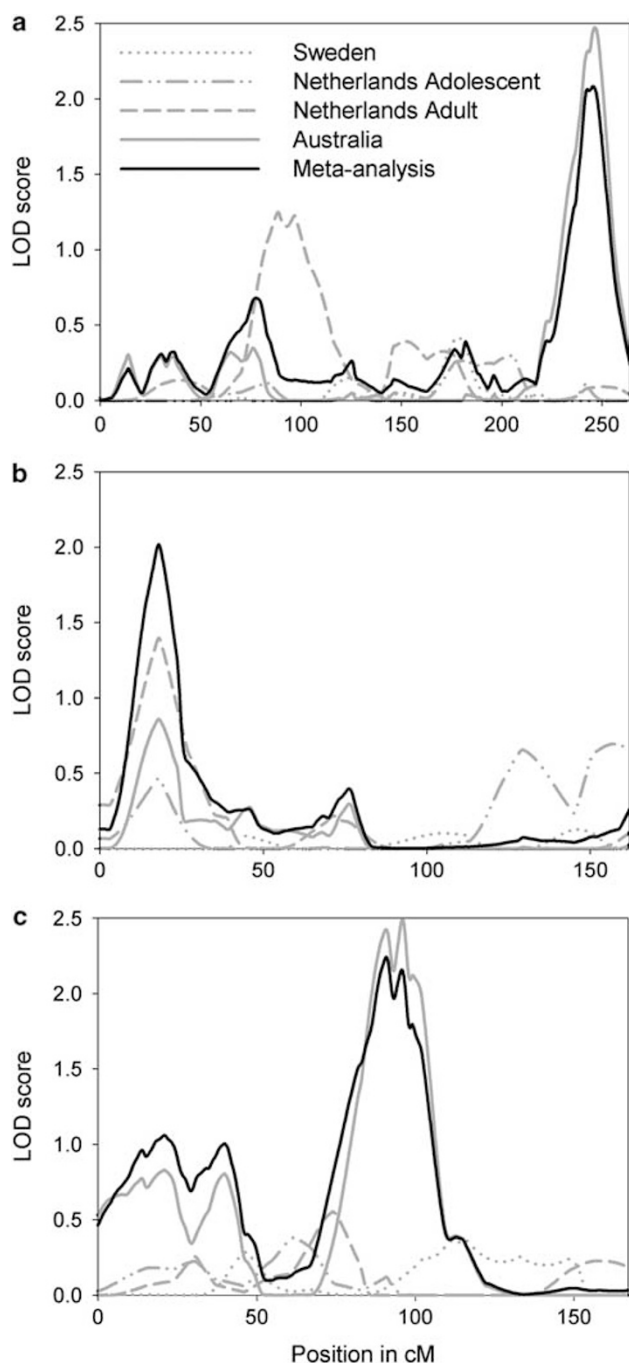 a
2.5
Sweden
Netherlands Adolescent
2.0
Netherlands Adult
Australia
Meta-analysis
1.5
LOD score
1.0
0.5
0.0
0 50 100 150 200 250
b
2.5
2.0
1.5
LOD score
1.0
0.5
0.0
0 50 100 150
c
2.5
2.0
1.5
LOD score
1.0
0.5
0.0
0 50 100 150
Position in cM